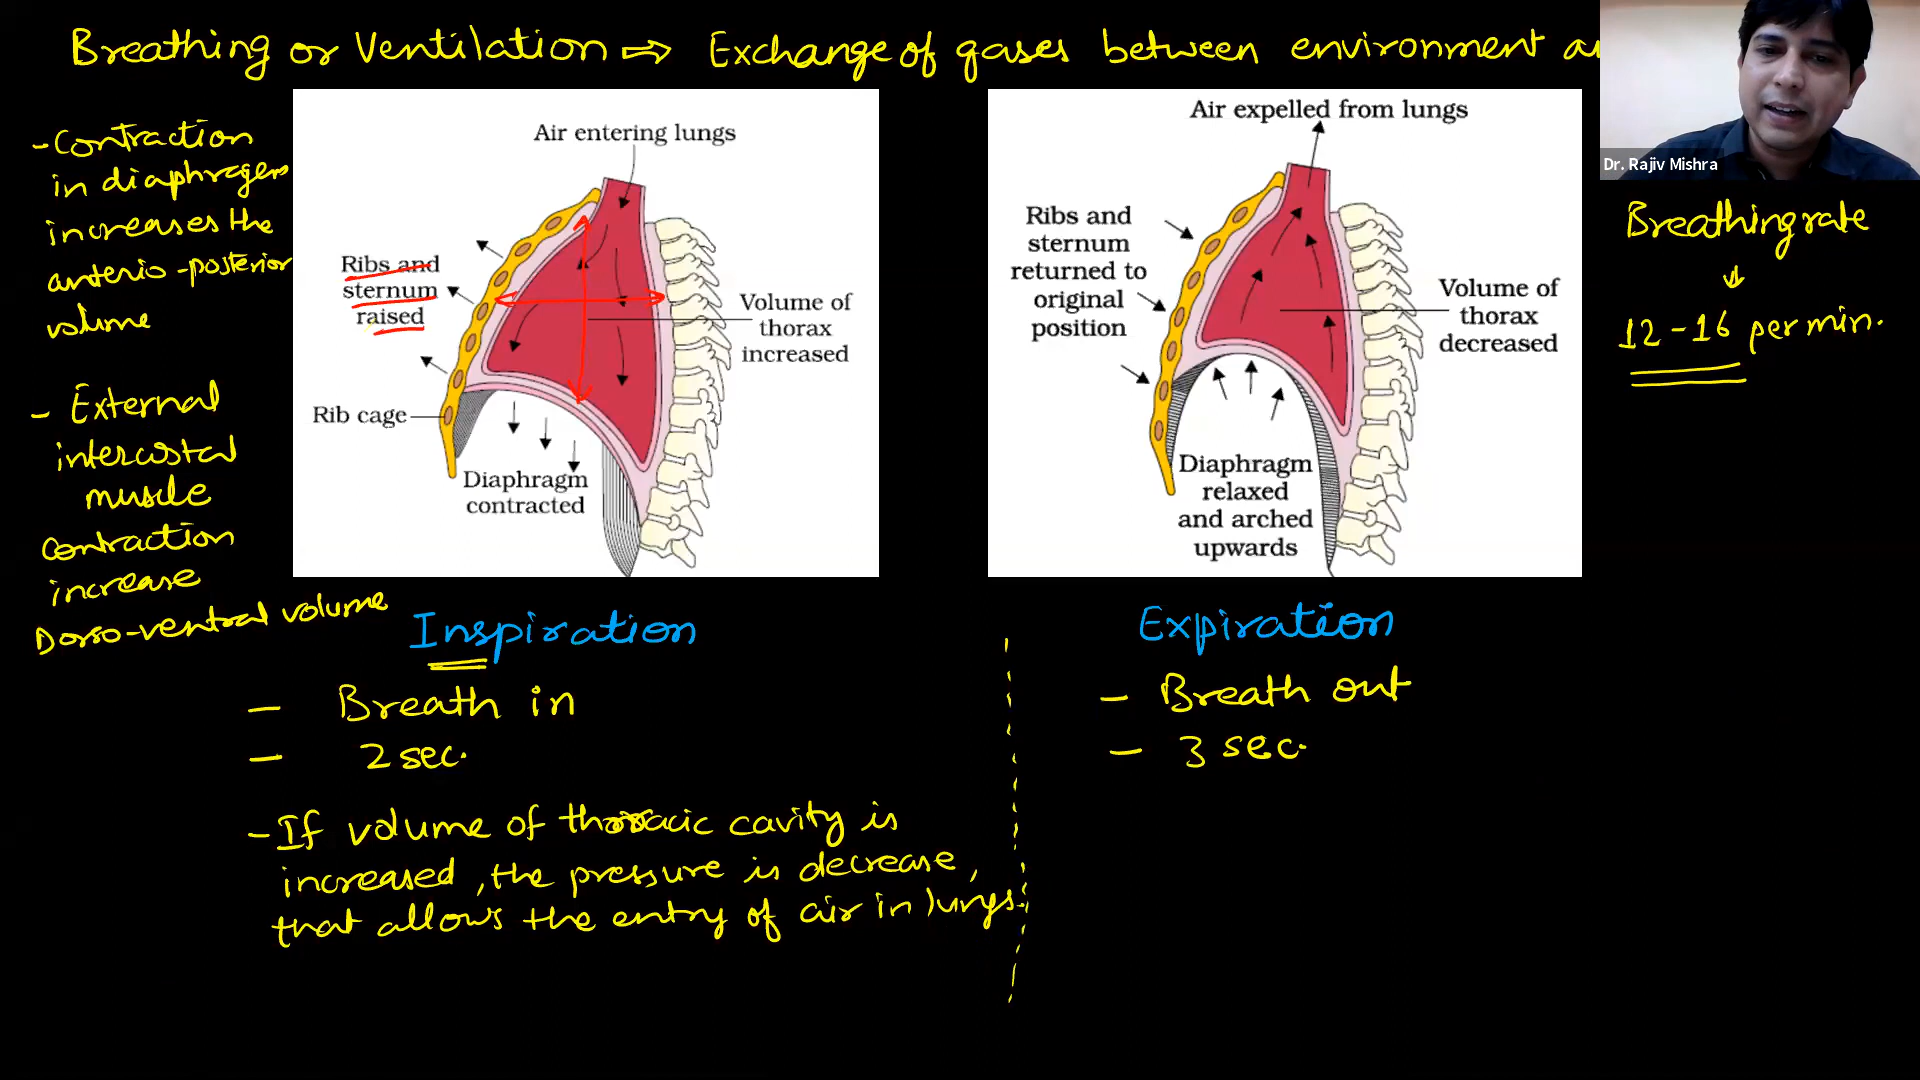 Breathing or Ventilation ⇒ Exchange of gases between environment
Dr. Rajiv Mishra
- Contraction
in diaphragm
increases the
anterio-posterior
volume
- External
intercostal
muscle
contraction
increase
Dorso-ventral volume
Air entering lungs
Ribs and
sternum
raised
Volume of
thorax
increased
Rib cage
Diaphragm
contracted
Air expelled from lungs
Ribs and
sternum
returned to
original
position
Volume of
thorax
decreased
Diaphragm
relaxed
and arched
upwards
Breathing rate
↓
12-16 per min.
Inspiration
- Breath in
- 2 sec.
- If volume of thoracic cavity is
increased, the pressure is decrease,
that allows the entry of air in lungs.
Expiration
- Breath out
- 3 sec.